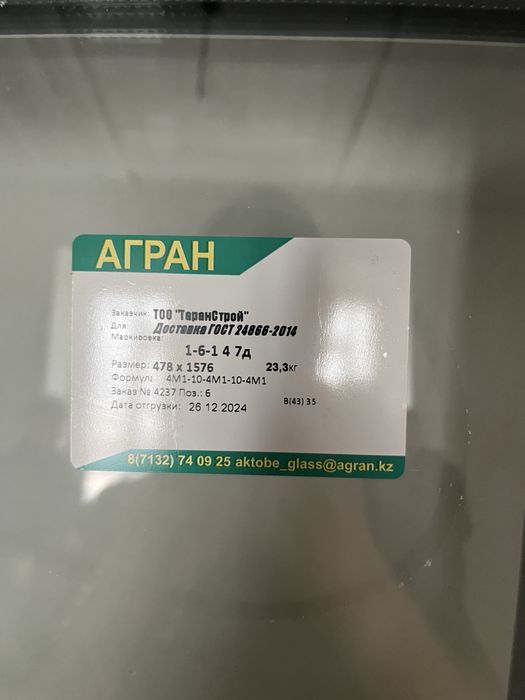 АГРАН
Заказчик: ТОО "ТаранСтрой"
Для: Доставка ГОСТ 24866-2014
Маркировка:
1-6-1 4 7д
Размер: 478 x 1576 23,3кг
Формула 4М1-10-4М1-10-4М1
Заказ № 4237 Поз.: 6 8(43) 35
Дата отгрузки: 26.12.2024
8(7132) 74 09 25 aktobe_glass@agran.kz